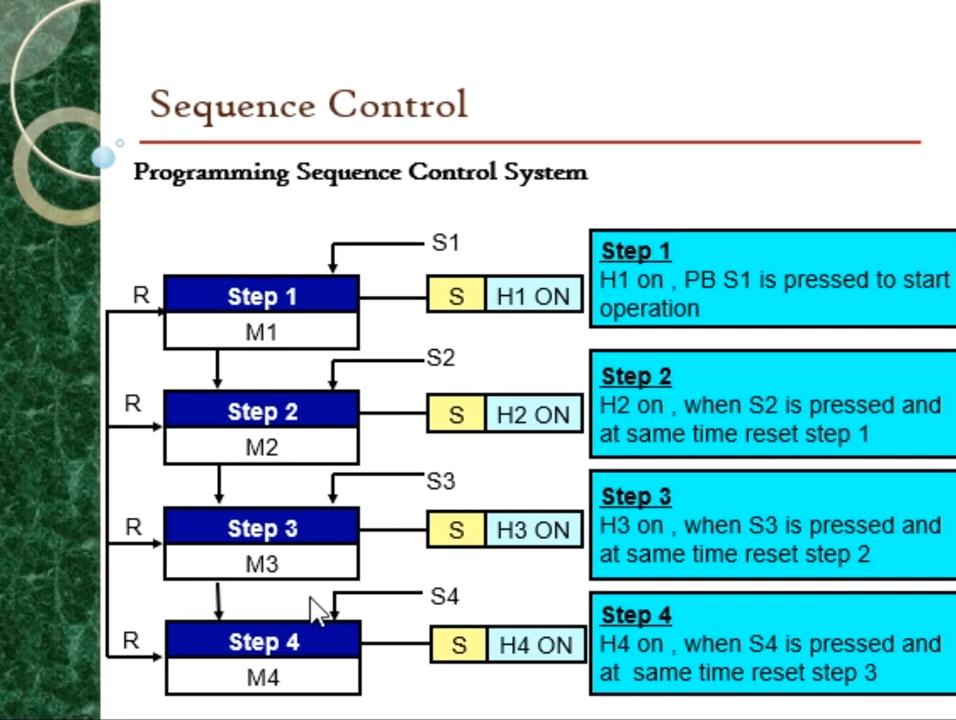 Sequence Control
Programming Sequence Control System
S1
R
Step 1
S
H1 ON
M1
Step 1
H1 on , PB S1 is pressed to start
operation
S2
R
Step 2
S
H2 ON
M2
Step 2
H2 on , when S2 is pressed and
at same time reset step 1
S3
R
Step 3
S
H3 ON
M3
Step 3
H3 on , when S3 is pressed and
at same time reset step 2
S4
R
Step 4
S
H4 ON
M4
Step 4
H4 on , when S4 is pressed and
at same time reset step 3